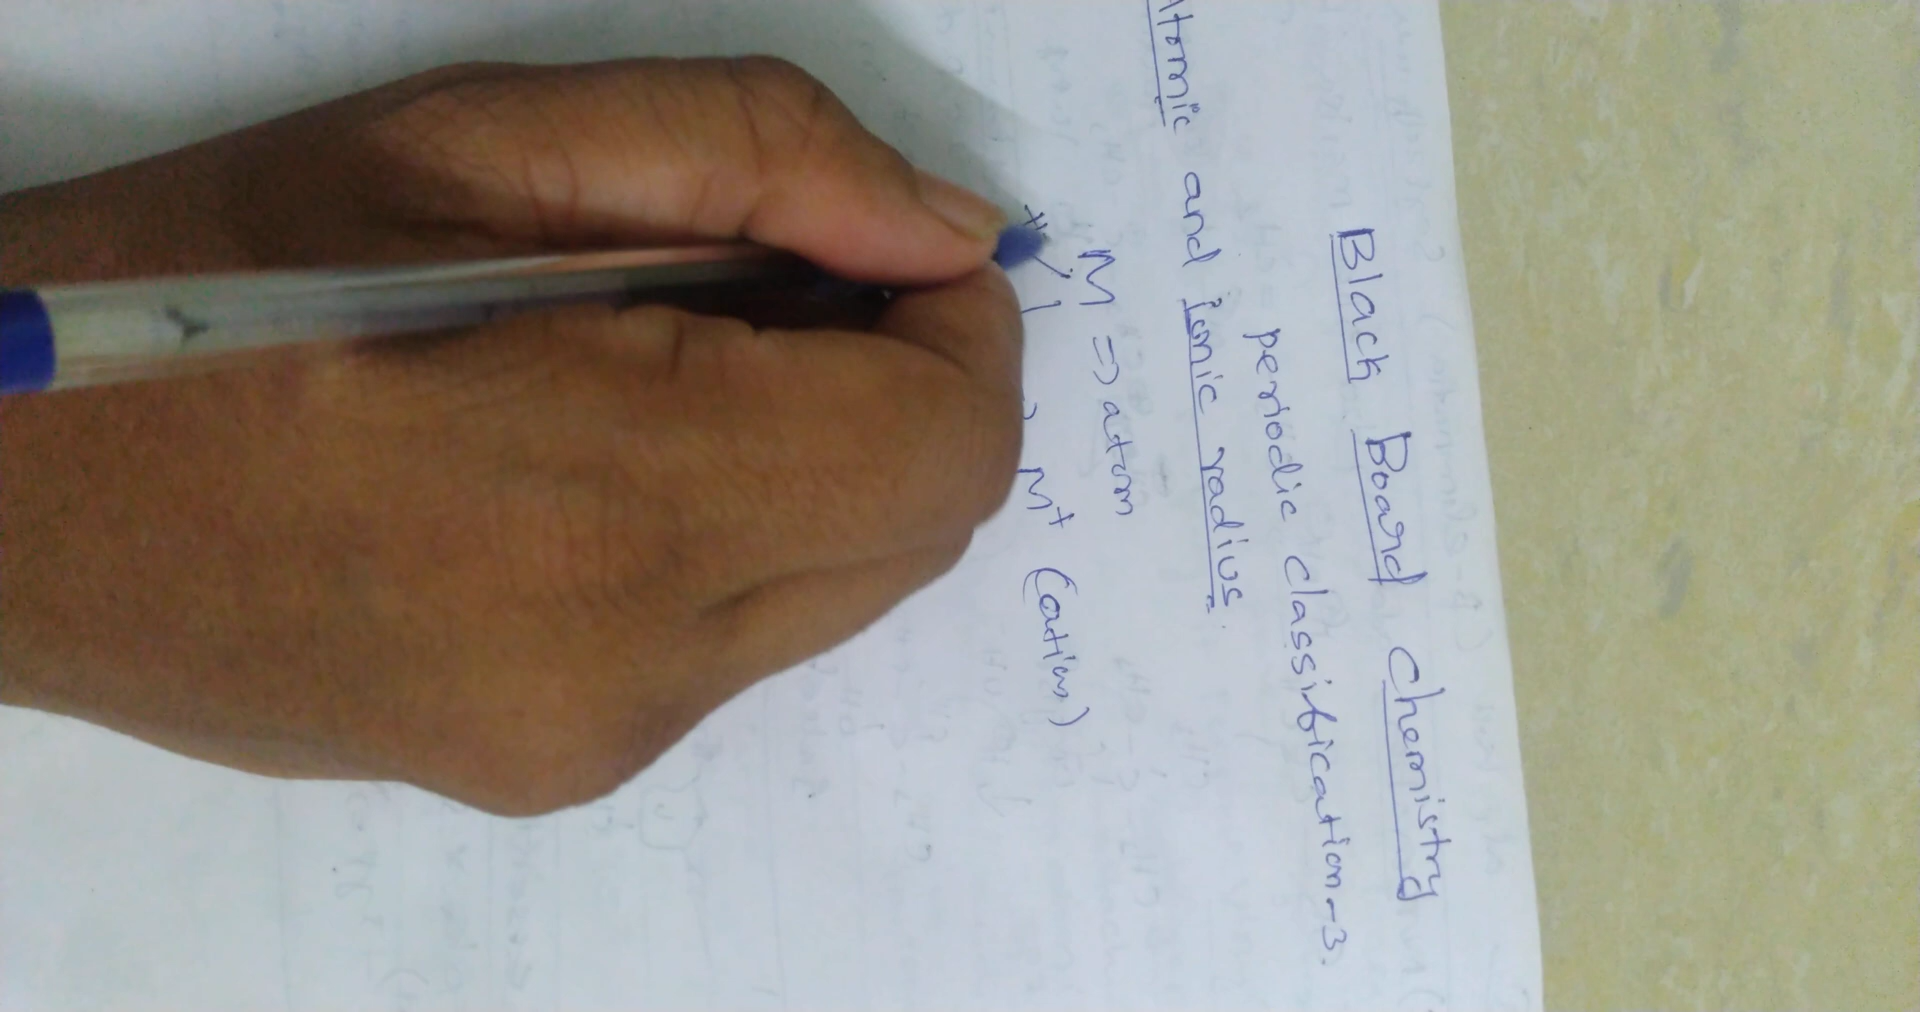 Black Board Chemistry
periodic classification-3.
Atomic and Ionic radius.
M => atom
M+ (cation)